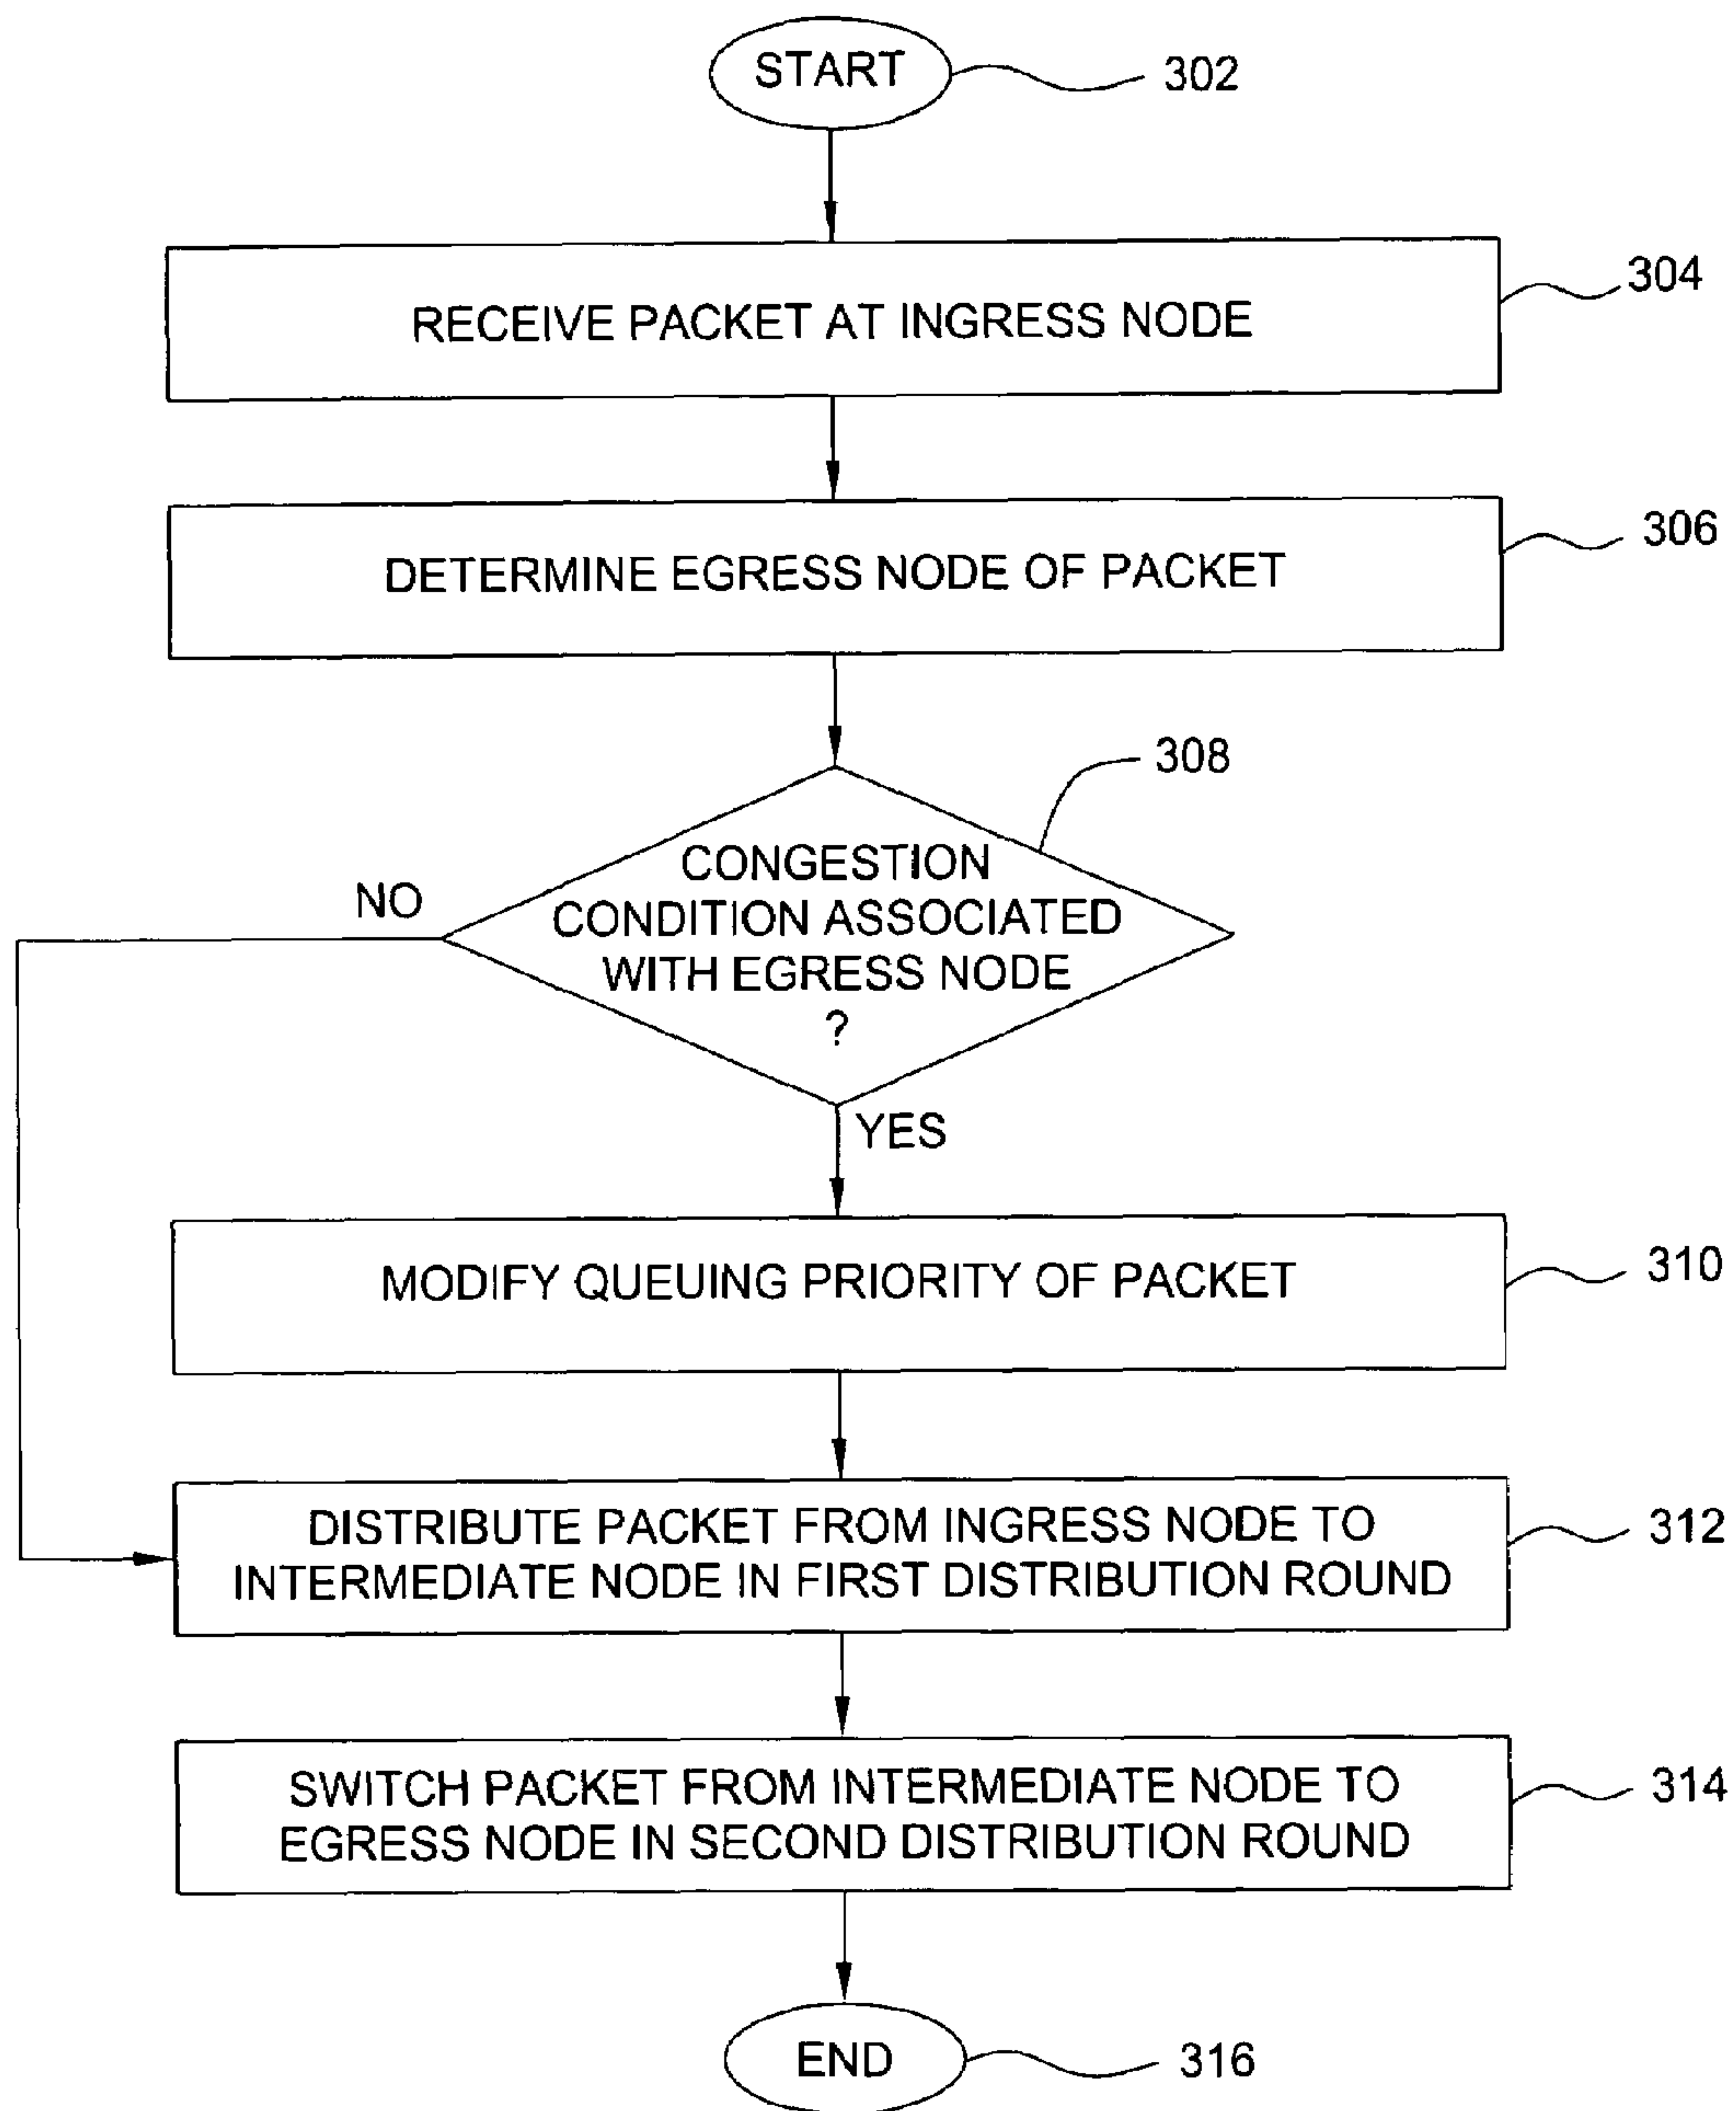 START
302
RECEIVE PACKET AT INGRESS NODE
304
DETERMINE EGRESS NODE OF PACKET
306
308
CONGESTION
CONDITION ASSOCIATED
WITH EGRESS NODE
?
NO
YES
MODIFY QUEUING PRIORITY OF PACKET
310
DISTRIBUTE PACKET FROM INGRESS NODE TO
INTERMEDIATE NODE IN FIRST DISTRIBUTION ROUND
312
SWITCH PACKET FROM INTERMEDIATE NODE TO
EGRESS NODE IN SECOND DISTRIBUTION ROUND
314
END
316